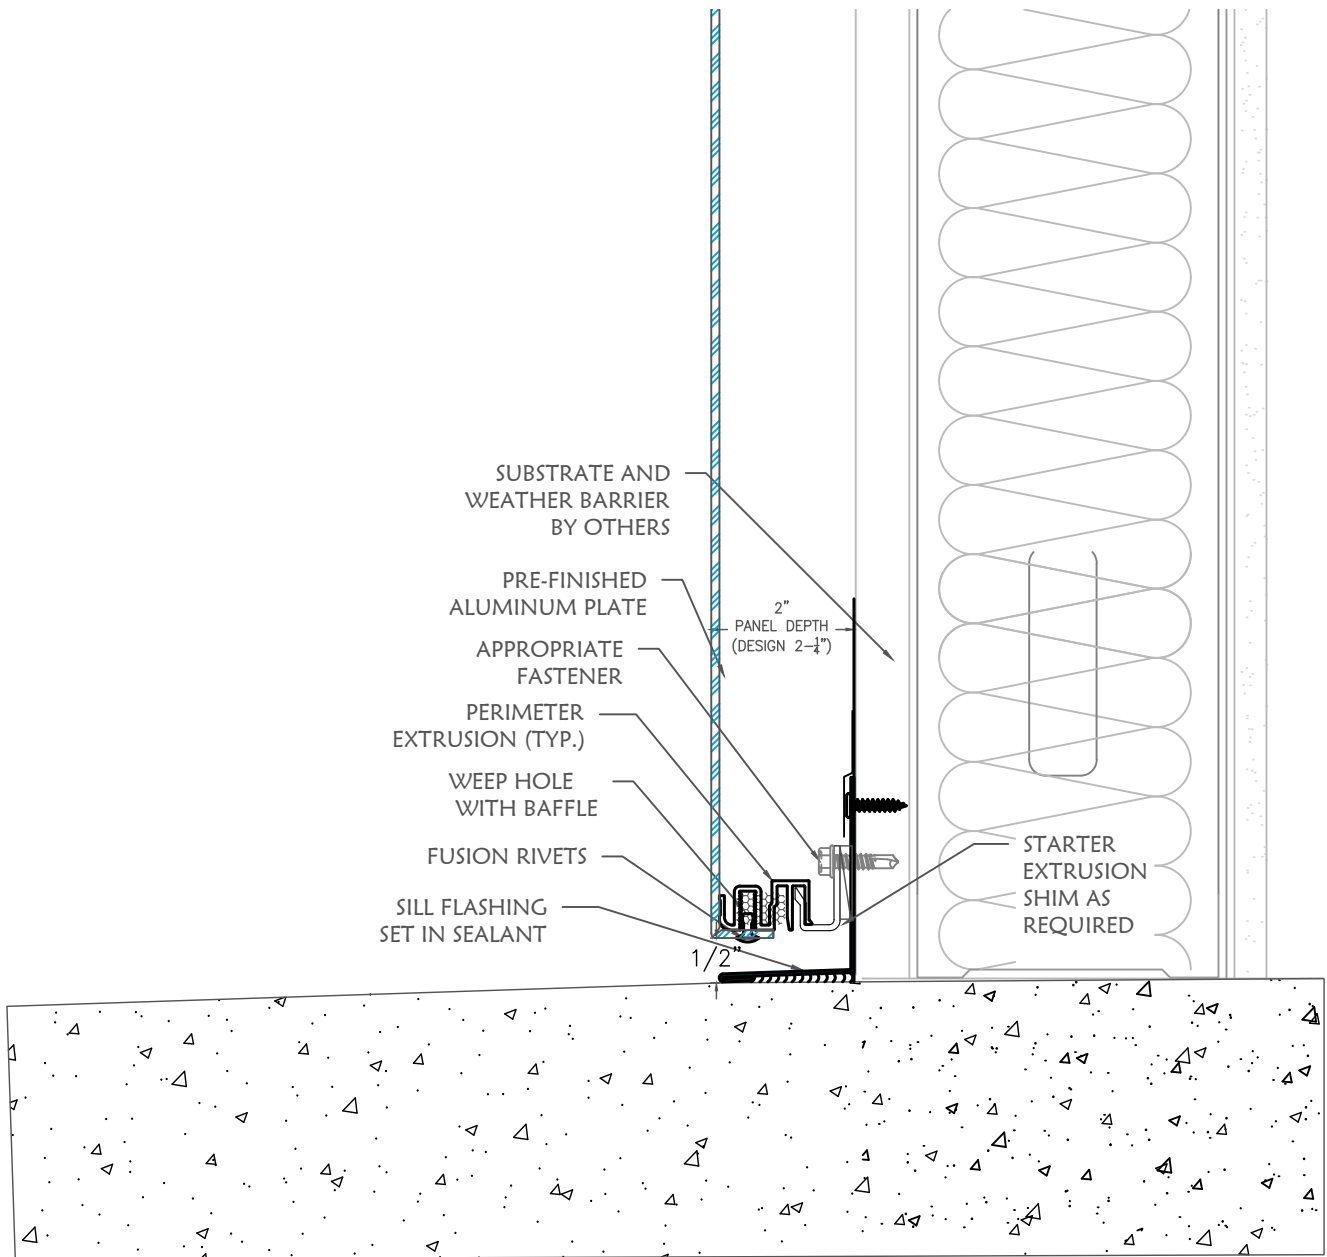 SUBSTRATE AND
WEATHER BARRIER
BY OTHERS
PRE-FINISHED
ALUMINUM PLATE
2"
PANEL DEPTH
(DESIGN 2-1/4")
APPROPRIATE
FASTENER
PERIMETER
EXTRUSION (TYP.)
WEEP HOLE
WITH BAFFLE
FUSION RIVETS
STARTER
EXTRUSION
SHIM AS
REQUIRED
SILL FLASHING
SET IN SEALANT
1/2"